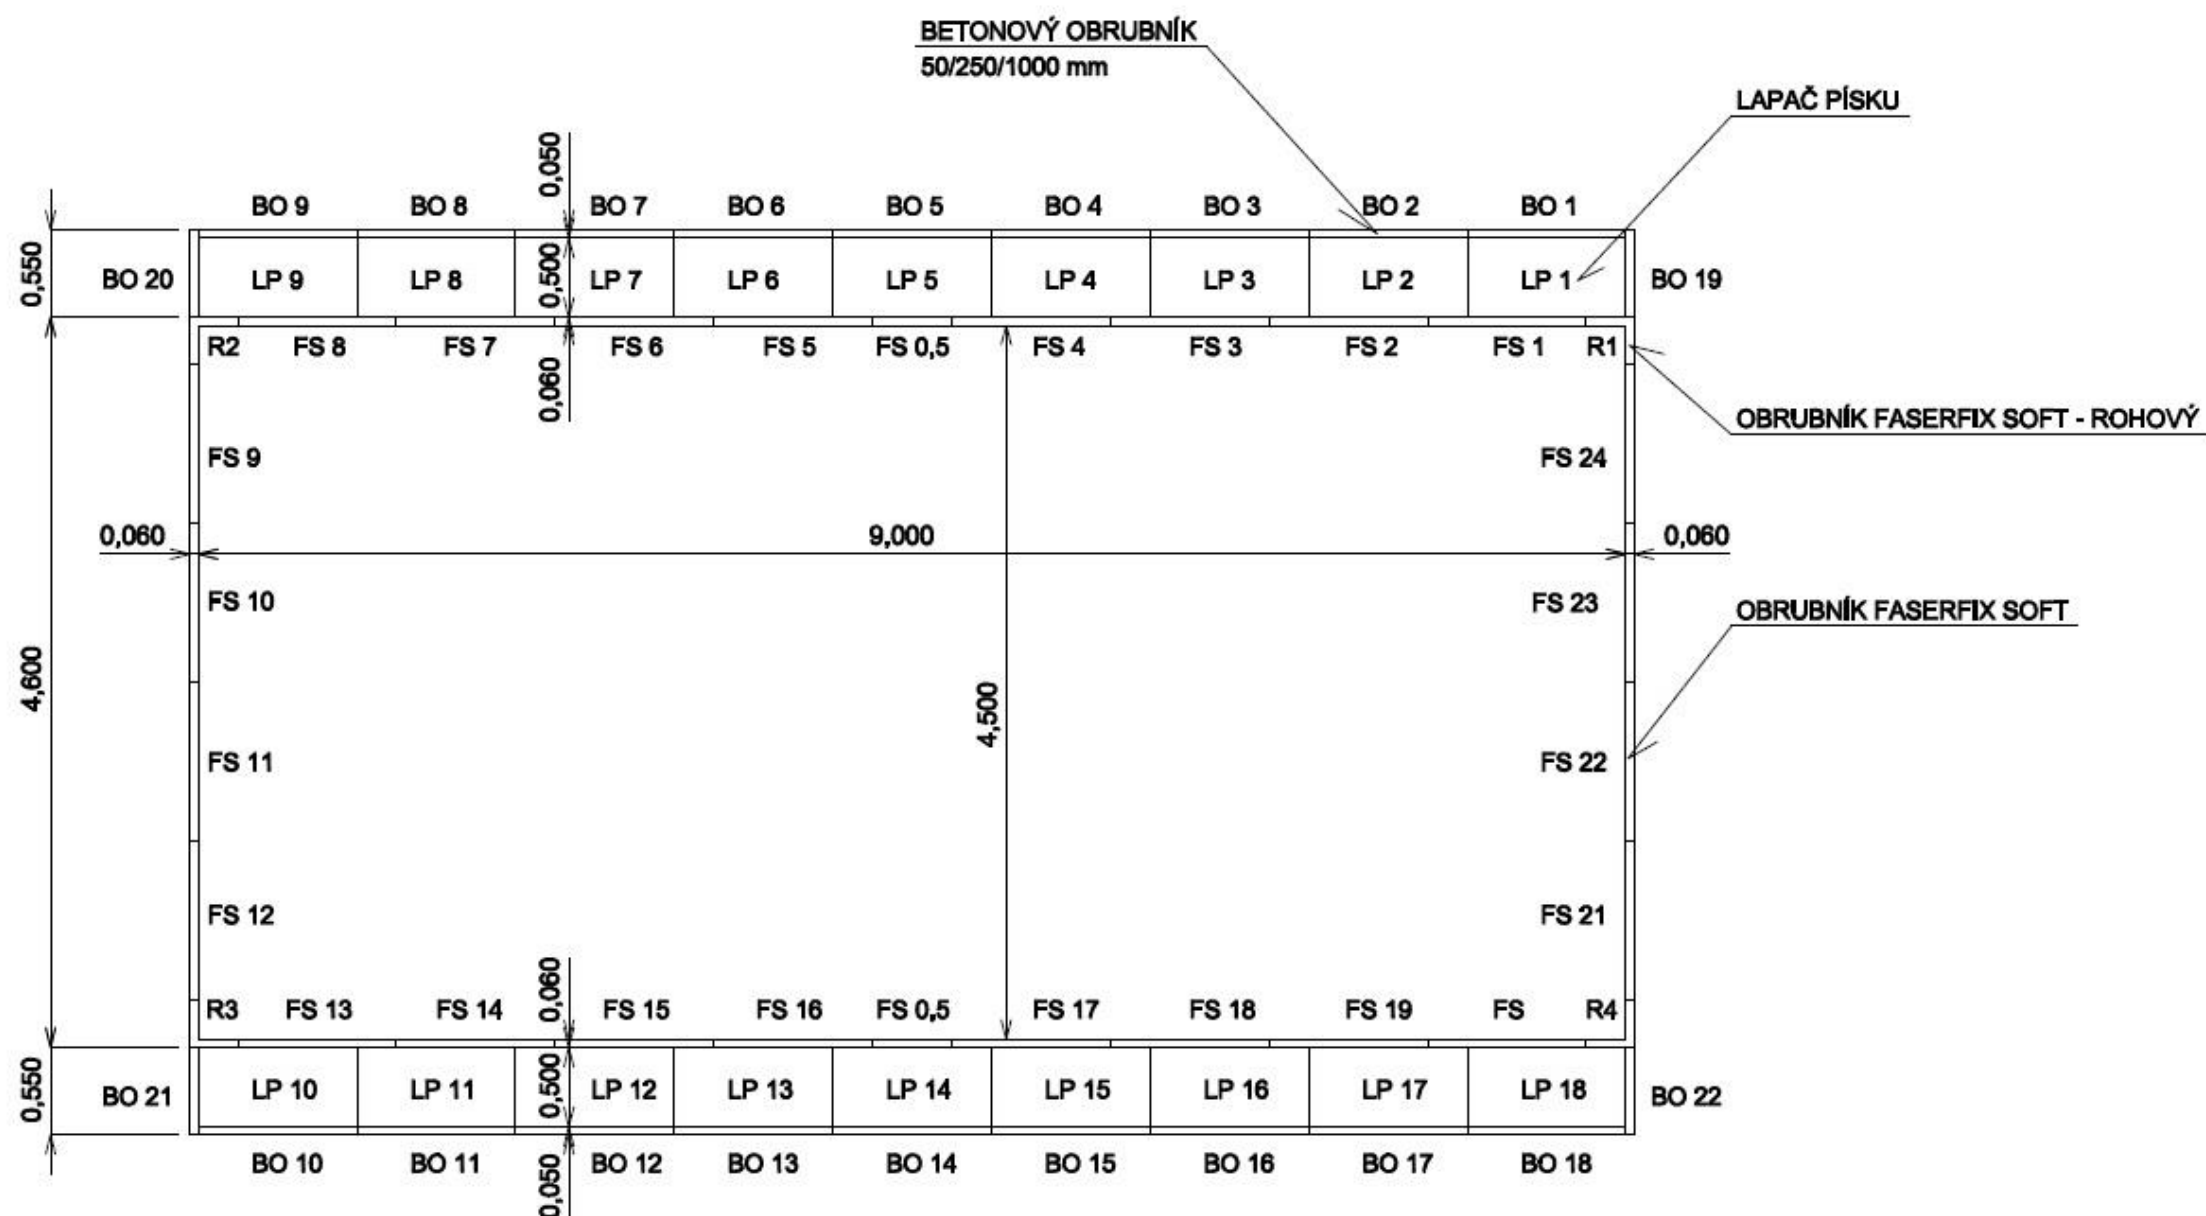 BETONOVÝ OBRUBNÍK
50/250/1000 mm
LAPAČ PÍSKU
0,050
BO 9 BO 8 BO 7 BO 6 BO 5 BO 4 BO 3 BO 2 BO 1
0,550
BO 20 LP 9 LP 8 0,500 LP 7 LP 6 LP 5 LP 4 LP 3 LP 2 LP 1 BO 19
R2 FS 8 FS 7 FS 6 FS 5 FS 0,5 FS 4 FS 3 FS 2 FS 1 R1
0,060
OBRUBNÍK FASERFIX SOFT - ROHOVÝ
FS 9 FS 24
0,060 9,000 0,060
FS 10 FS 23
OBRUBNÍK FASERFIX SOFT
4,600
4,500
FS 11 FS 22
FS 12 FS 21
0,060
R3 FS 13 FS 14 FS 15 FS 16 FS 0,5 FS 17 FS 18 FS 19 FS R4
0,550
BO 21 LP 10 LP 11 0,500 LP 12 LP 13 LP 14 LP 15 LP 16 LP 17 LP 18 BO 22
BO 10 BO 11 BO 12 BO 13 BO 14 BO 15 BO 16 BO 17 BO 18
0,050